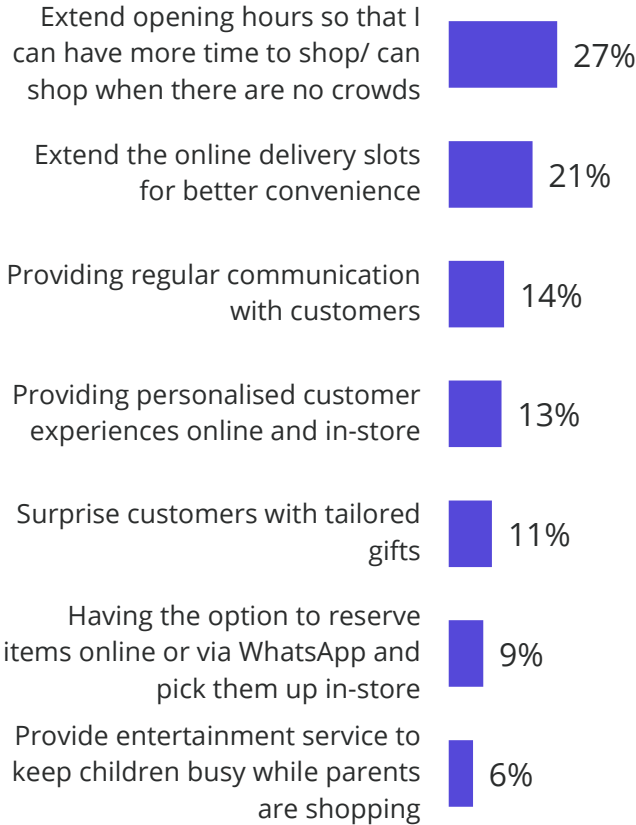 Extend opening hours so that I
can have more time to shop/ can
shop when there are no crowds
27%
Extend the online delivery slots
for better convenience
21%
Providing regular communication
with customers
14%
Providing personalised customer
experiences online and in-store
13%
Surprise customers with tailored
gifts
11%
Having the option to reserve
items online or via WhatsApp and
pick them up in-store
9%
Provide entertainment service to
keep children busy while parents
are shopping
6%